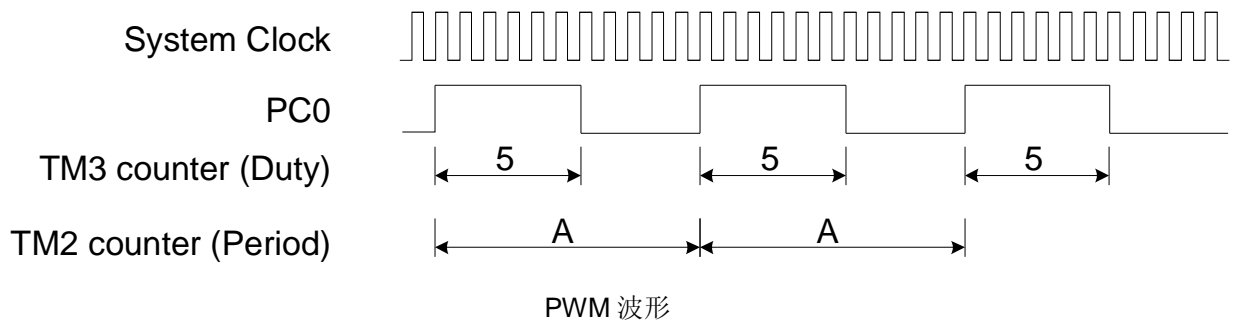 System Clock
PC0
TM3 counter (Duty)
5 5 5
TM2 counter (Period)
A A
PWM 波形